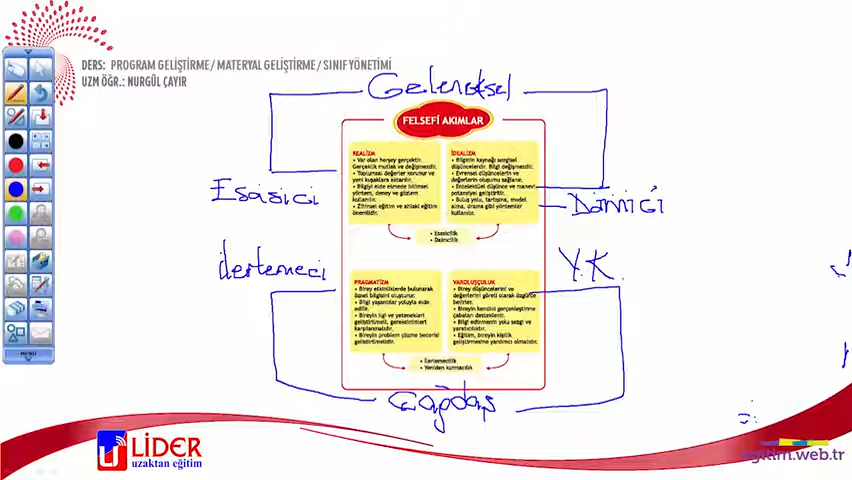 DERS: PROGRAM GELİŞTİRME / MATERYAL GELİŞTİRME / SINIF YÖNETİMİ
UZM ÖĞR.: NURGÜL ÇAYIR
Geleneksel
FELSEFİ AKIMLAR
REALİZM
• Var olan herşey gerçektir.
Gerçeklik mutlak ve değişmezdir.
• Toplumsal değerler korunur ve
yeni kuşaklara aktarılır.
• Bilgiyi elde etmede bilimsel
yöntem, deney ve gözlem
kullanılır.
• Zihinsel eğitim ve ahlaki eğitim
önemlidir.
İDEALİZM
• Bilginin kaynağı sezgisel
düşüncelerdir. Bilgi değişmezdir.
• Evrensel düşüncelerin ve
değerlerin oluşumu sağlanır.
• Entelektüel düşünce ve manevi
potansiyel geliştirilir.
• Buluş yolu, tartışma, model
alma, drama gibi yöntemler
kullanılır.
Esasici
Daimici
• Esasicilik
• Daimcilik
ilerlemeci
Y.K.
PRAGMATİZM
• Birey etkinliklerde bulunarak
öznel bilgisini oluşturur.
• Bilgi yaşantılar yoluyla elde
edilir.
• Bireyin ilgi ve yetenekleri
geliştirilmeli, gereksinimleri
karşılanmalıdır.
• Bireyin problem çözme becerisi
geliştirilmelidir.
VAROLUŞÇULUK
• Birey düşüncelerini ve
değerlerini göreli olarak özgürce
belirler.
• Bireyin kendini gerçekleştirme
çabaları desteklenir.
• Bilgi edinmenin yolu sezgi ve
yaratıcılıktır.
• Eğitim, bireyin kişilik
geliştirmesine yardımcı olmalıdır.
• İlerlemecilik
• Yeniden kurmacılık
Çağdaş
MENU
LİDER
uzaktan eğitim
egitim.web.tr